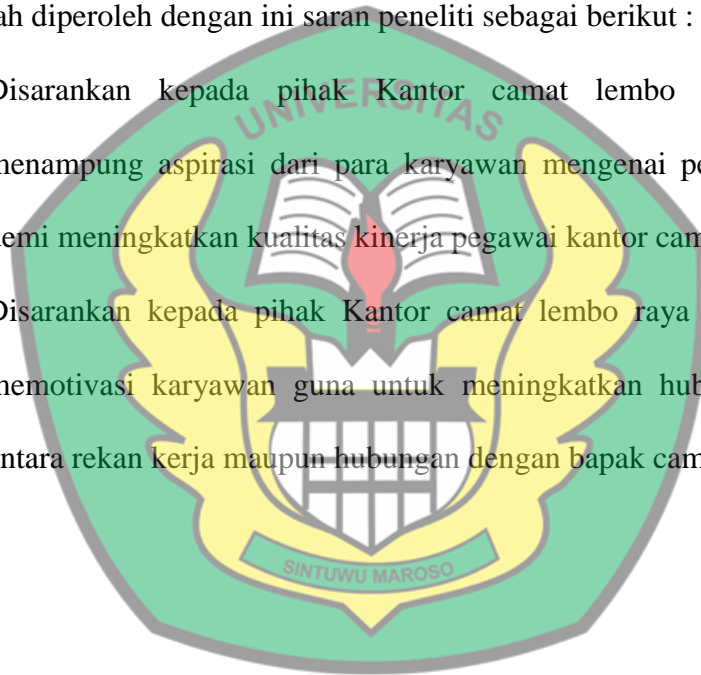 ah diperoleh dengan ini saran peneliti sebagai berikut :
Disarankan kepada pihak Kantor camat lembo
UNIVERSITAS
menampung aspirasi dari para karyawan mengenai pe
demi meningkatkan kualitas kinerja pegawai kantor cam
Disarankan kepada pihak Kantor camat lembo raya
memotivasi karyawan guna untuk meningkatkan hub
antara rekan kerja maupun hubungan dengan bapak cam
SINTUWU MAROSO